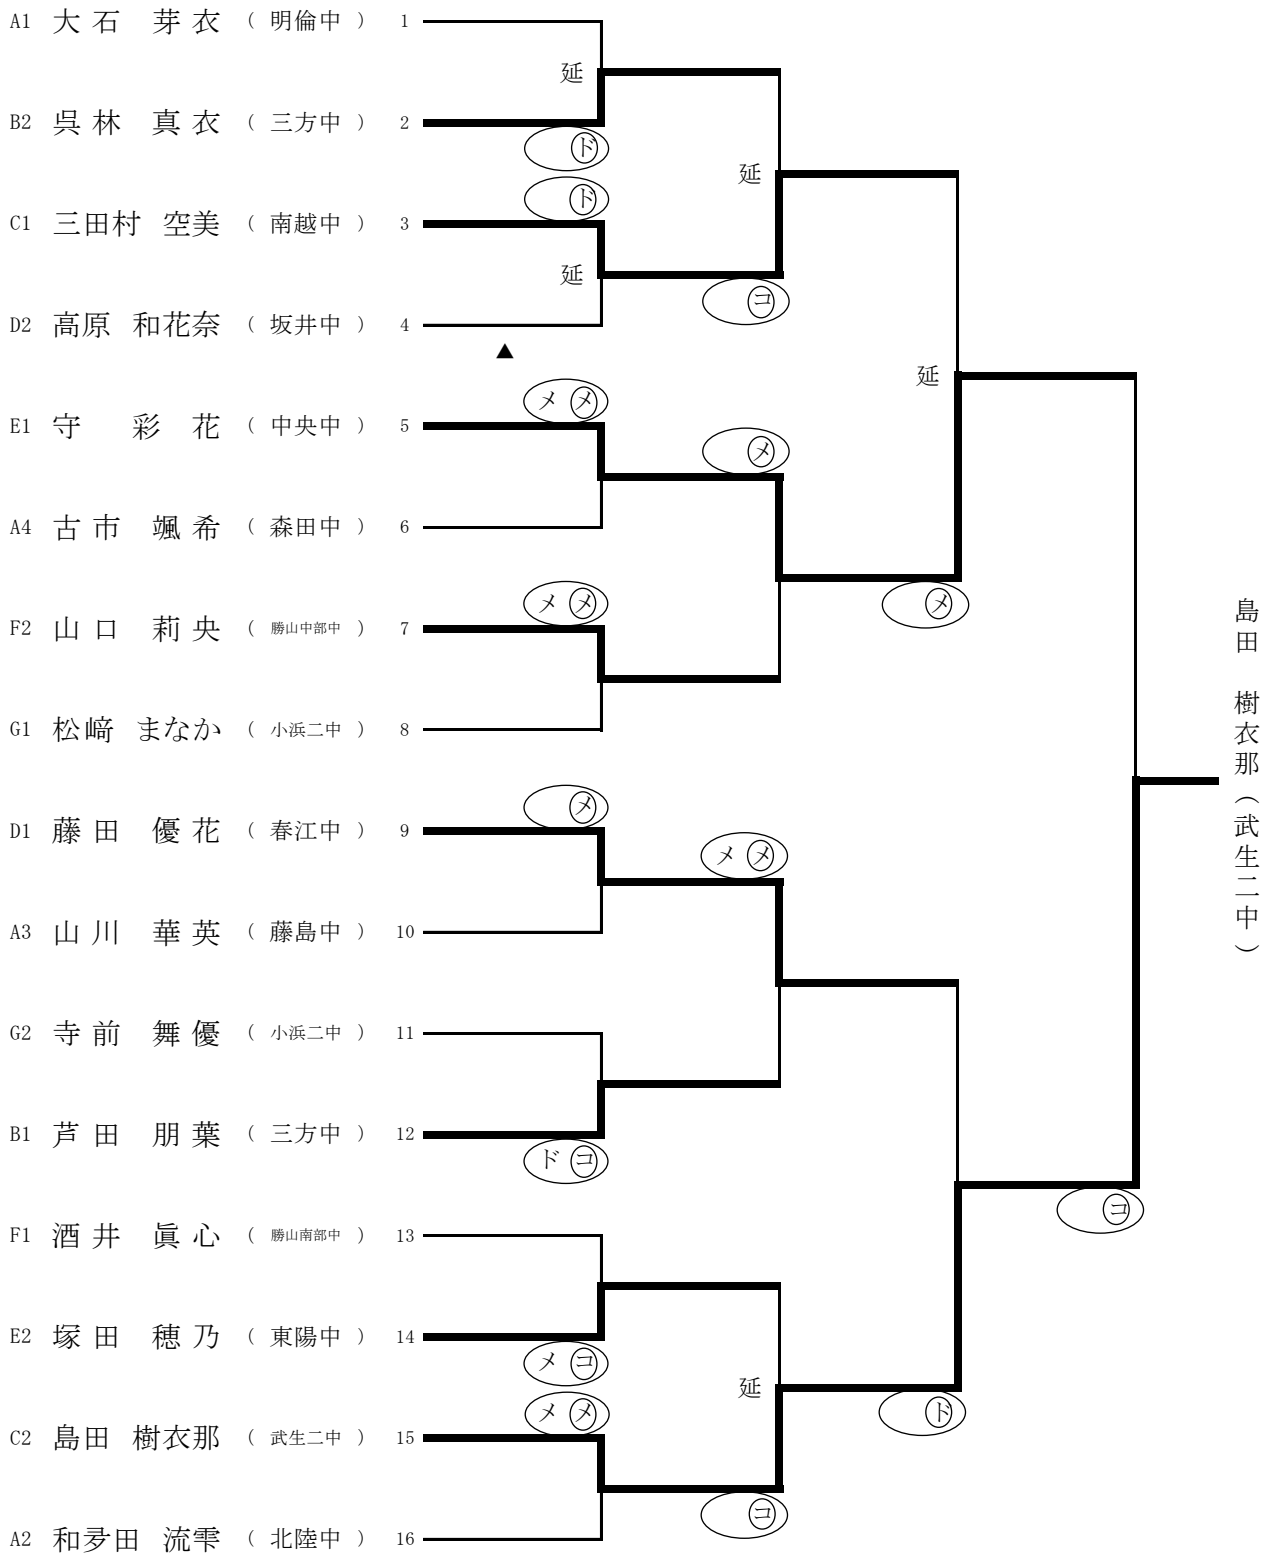 A1 大石 芽衣 （ 明倫中 ） 1
延
B2 呉林 真衣 （ 三方中 ） 2
ド
延
ド
C1 三田村 空美 （ 南越中 ） 3
延
コ
D2 高原 和花奈 （ 坂井中 ） 4
▲
延
メ メ
E1 守 彩花 （ 中央中 ） 5
メ
A4 古市 颯希 （ 森田中 ） 6
メ メ
メ
F2 山口 莉央 （ 勝山中部中 ） 7
G1 松﨑 まなか （ 小浜二中 ） 8
メ
D1 藤田 優花 （ 春江中 ） 9
メ メ
A3 山川 華英 （ 藤島中 ） 10
G2 寺前 舞優 （ 小浜二中 ） 11
B1 芦田 朋葉 （ 三方中 ） 12
ド コ
コ
F1 酒井 眞心 （ 勝山南部中 ） 13
E2 塚田 穂乃 （ 東陽中 ） 14
メ コ
延
ド
メ メ
C2 島田 樹衣那 （ 武生二中 ） 15
コ
A2 和夛田 流雫 （ 北陸中 ） 16
島田 樹衣那（武生二中）